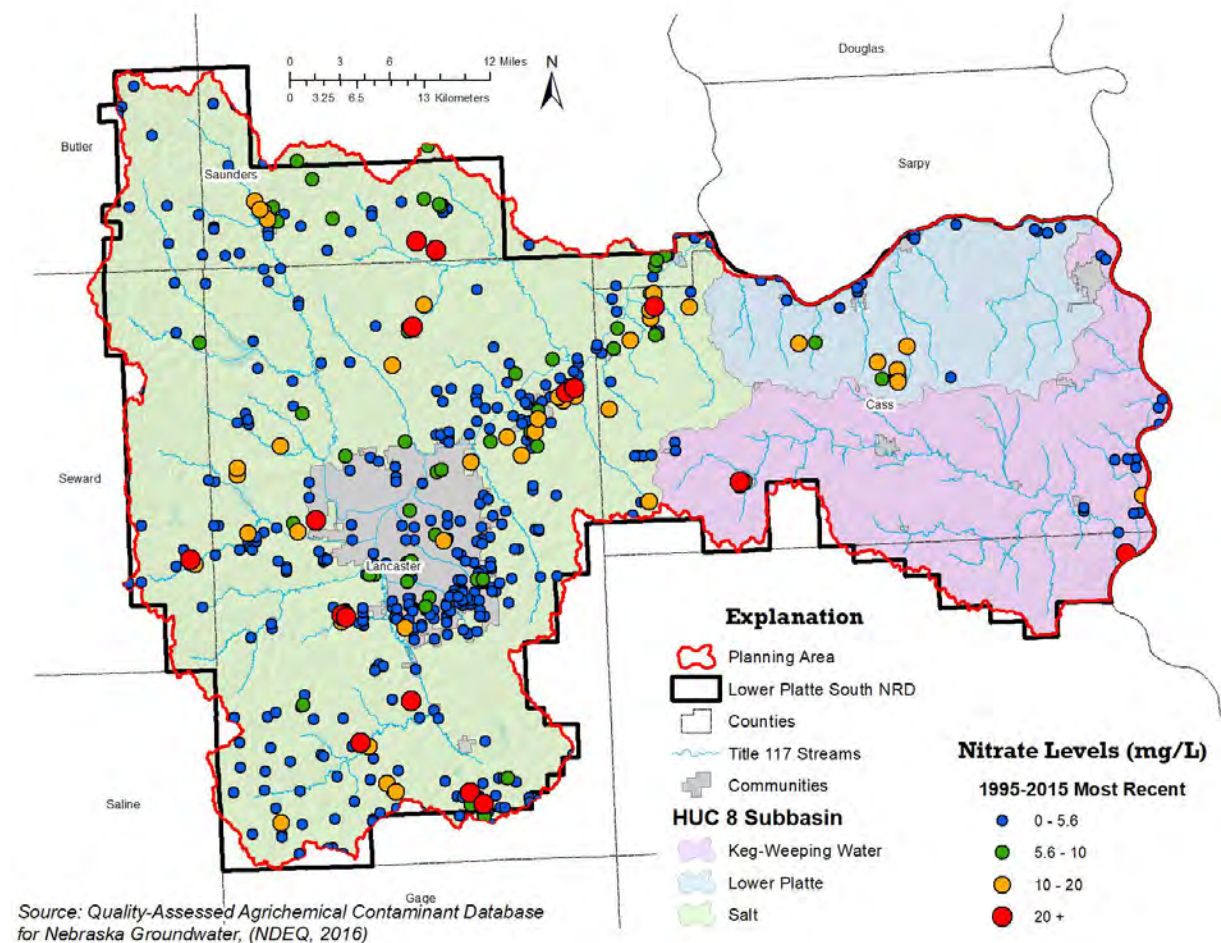 0 3 6 12 Miles
0 3.25 6.5 13 Kilometers
N
Douglas
Sarpy
Butler
Saunders
Cass
Seward
Lancaster
Saline
Gage
Explanation
Planning Area
Lower Platte South NRD
Counties
Title 117 Streams
Communities
HUC 8 Subbasin
Keg-Weeping Water
Lower Platte
Salt
Nitrate Levels (mg/L)
1995-2015 Most Recent
0 - 5.6
5.6 - 10
10 - 20
20 +
Source: Quality-Assessed Agrichemical Contaminant Database
for Nebraska Groundwater, (NDEQ, 2016)